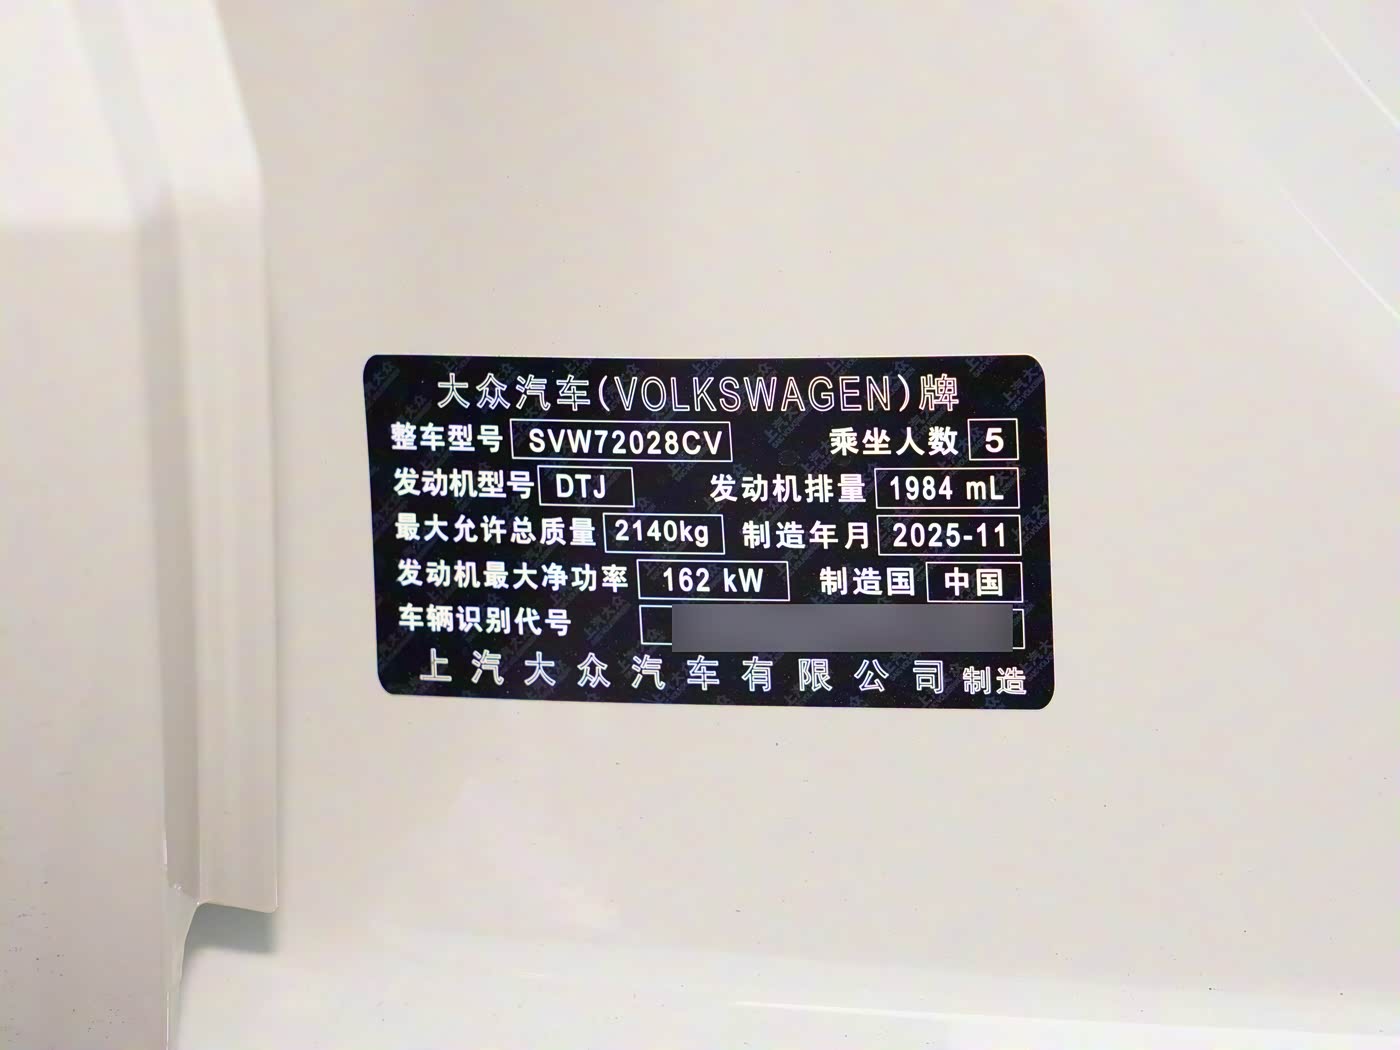 大众汽车(VOLKSWAGEN)牌
整车型号 SVW72028CV 乘坐人数 5
发动机型号 DTJ 发动机排量 1984 mL
最大允许总质量 2140kg 制造年月 2025-11
发动机最大净功率 162 kW 制造国 中国
车辆识别代号
上汽大众汽车有限公司制造